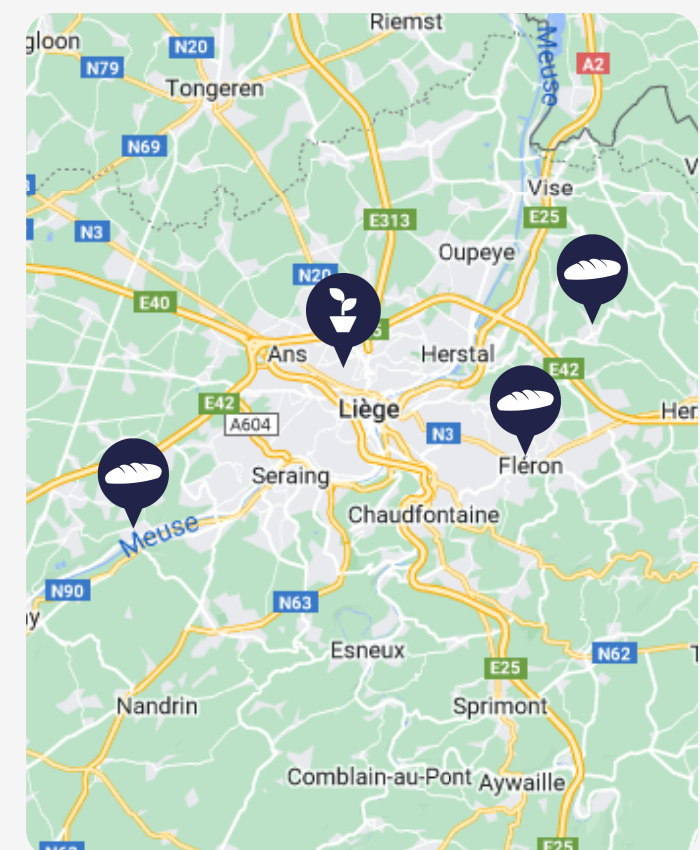 Riemst
gloon
N20
Meuse
A2
N79
Tongeren
N69
Vise
N3
E313
E25
Oupeye
N20
E40
Ans
Herstal
E42
E42
Liège
Her
A604
N3
Fléron
Seraing
Chaudfontaine
Meuse
N90
N63
y
Esneux
N62
E25
Nandrin
Sprimont
Comblain-au-Pont
Aywaille
E25